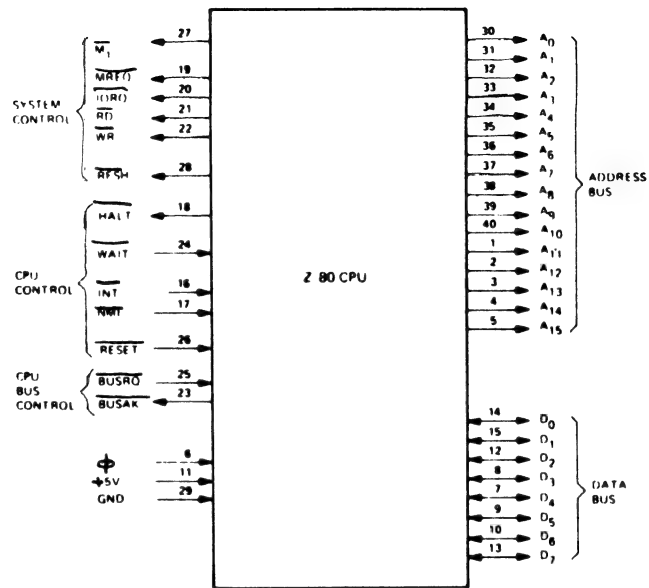 27 M1
19 MREQ
20 IORQ
21 RD
22 WR
28 RFSH
SYSTEM
CONTROL
18 HALT
24 WAIT
16 INT
17 NMI
26 RESET
CPU
CONTROL
25 BUSRQ
23 BUSAK
CPU
BUS
CONTROL
6 Φ
11 +5V
29 GND
Z 80 CPU
30 A0
31 A1
32 A2
33 A3
34 A4
35 A5
36 A6
37 A7
38 A8
39 A9
40 A10
1 A11
2 A12
3 A13
4 A14
5 A15
ADDRESS
BUS
14 D0
15 D1
12 D2
8 D3
7 D4
9 D5
10 D6
13 D7
DATA
BUS